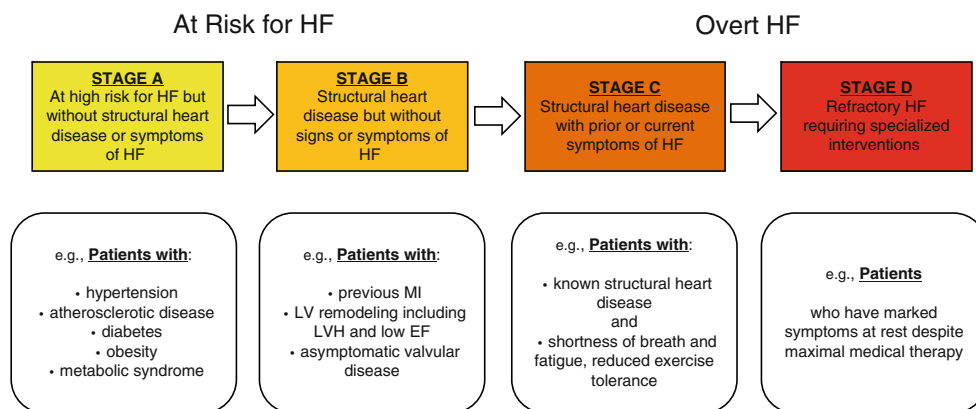 At Risk for HF
Overt HF
STAGE A
At high risk for HF but
without structural heart
disease or symptoms
of HF
STAGE B
Structural heart
disease but without
signs or symptoms of
HF
STAGE C
Structural heart disease
with prior or current
symptoms of HF
STAGE D
Refractory HF
requiring specialized
interventions
e.g., Patients with:
• hypertension
• atherosclerotic disease
• diabetes
• obesity
• metabolic syndrome
e.g., Patients with:
• previous MI
• LV remodeling including
LVH and low EF
• asymptomatic valvular
disease
e.g., Patients with:
• known structural heart
disease
and
• shortness of breath and
fatigue, reduced exercise
tolerance
e.g., Patients
who have marked
symptoms at rest despite
maximal medical therapy